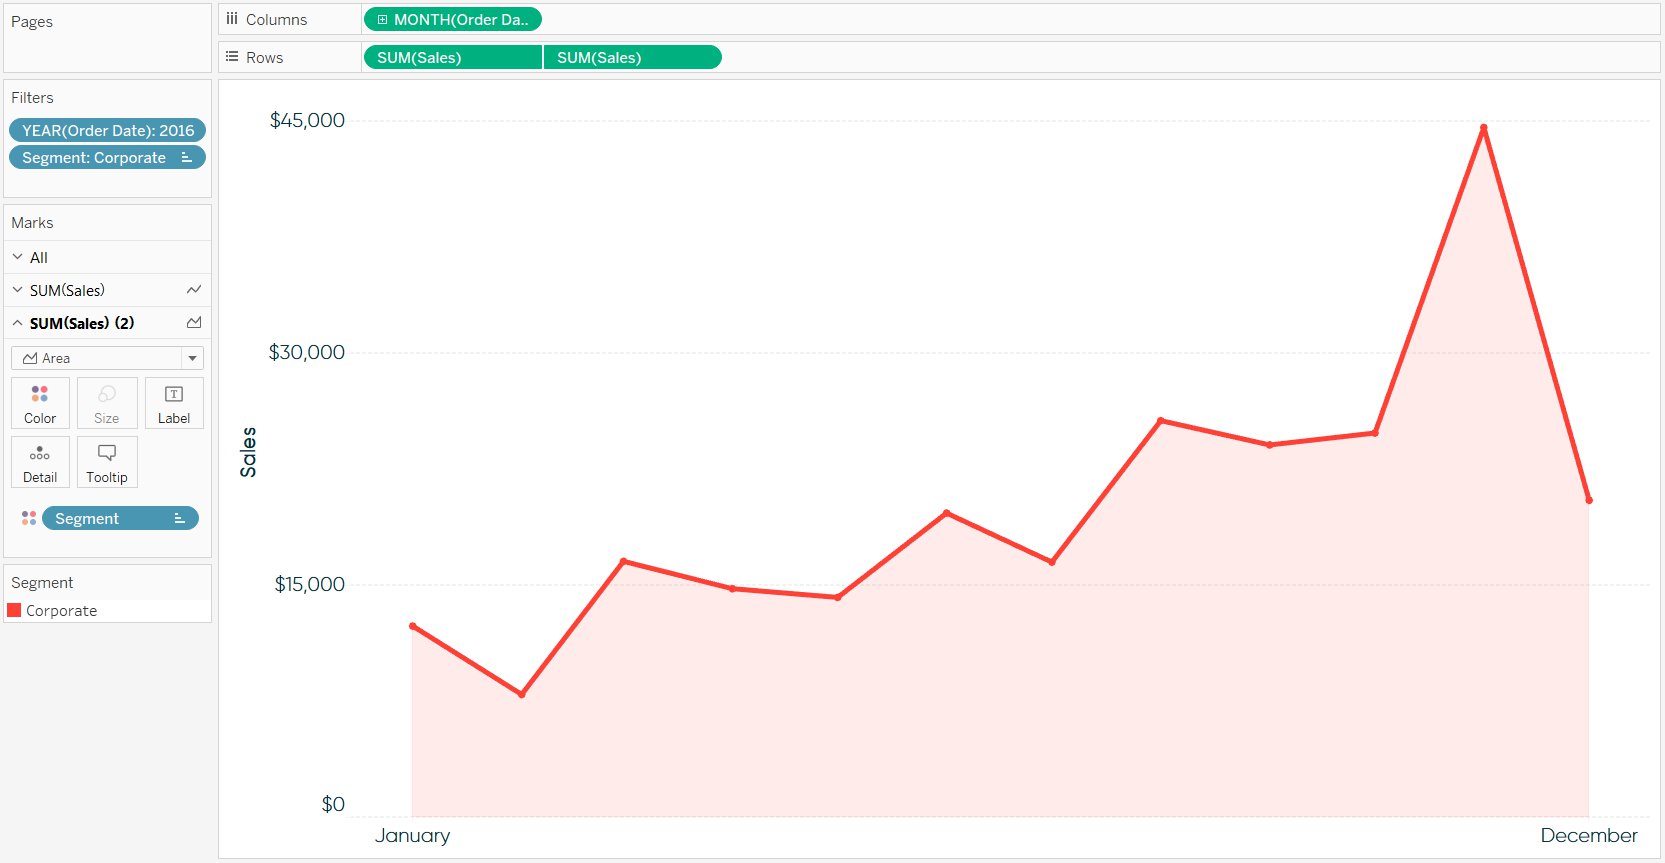 Pages
Columns
MONTH(Order Da..
Rows
SUM(Sales)
SUM(Sales)
Filters
YEAR(Order Date): 2016
Segment: Corporate
Marks
All
SUM(Sales)
SUM(Sales) (2)
Area
Color
Size
Label
Detail
Tooltip
Segment
Segment
Corporate
$45,000
$30,000
$15,000
$0
Sales
January
December